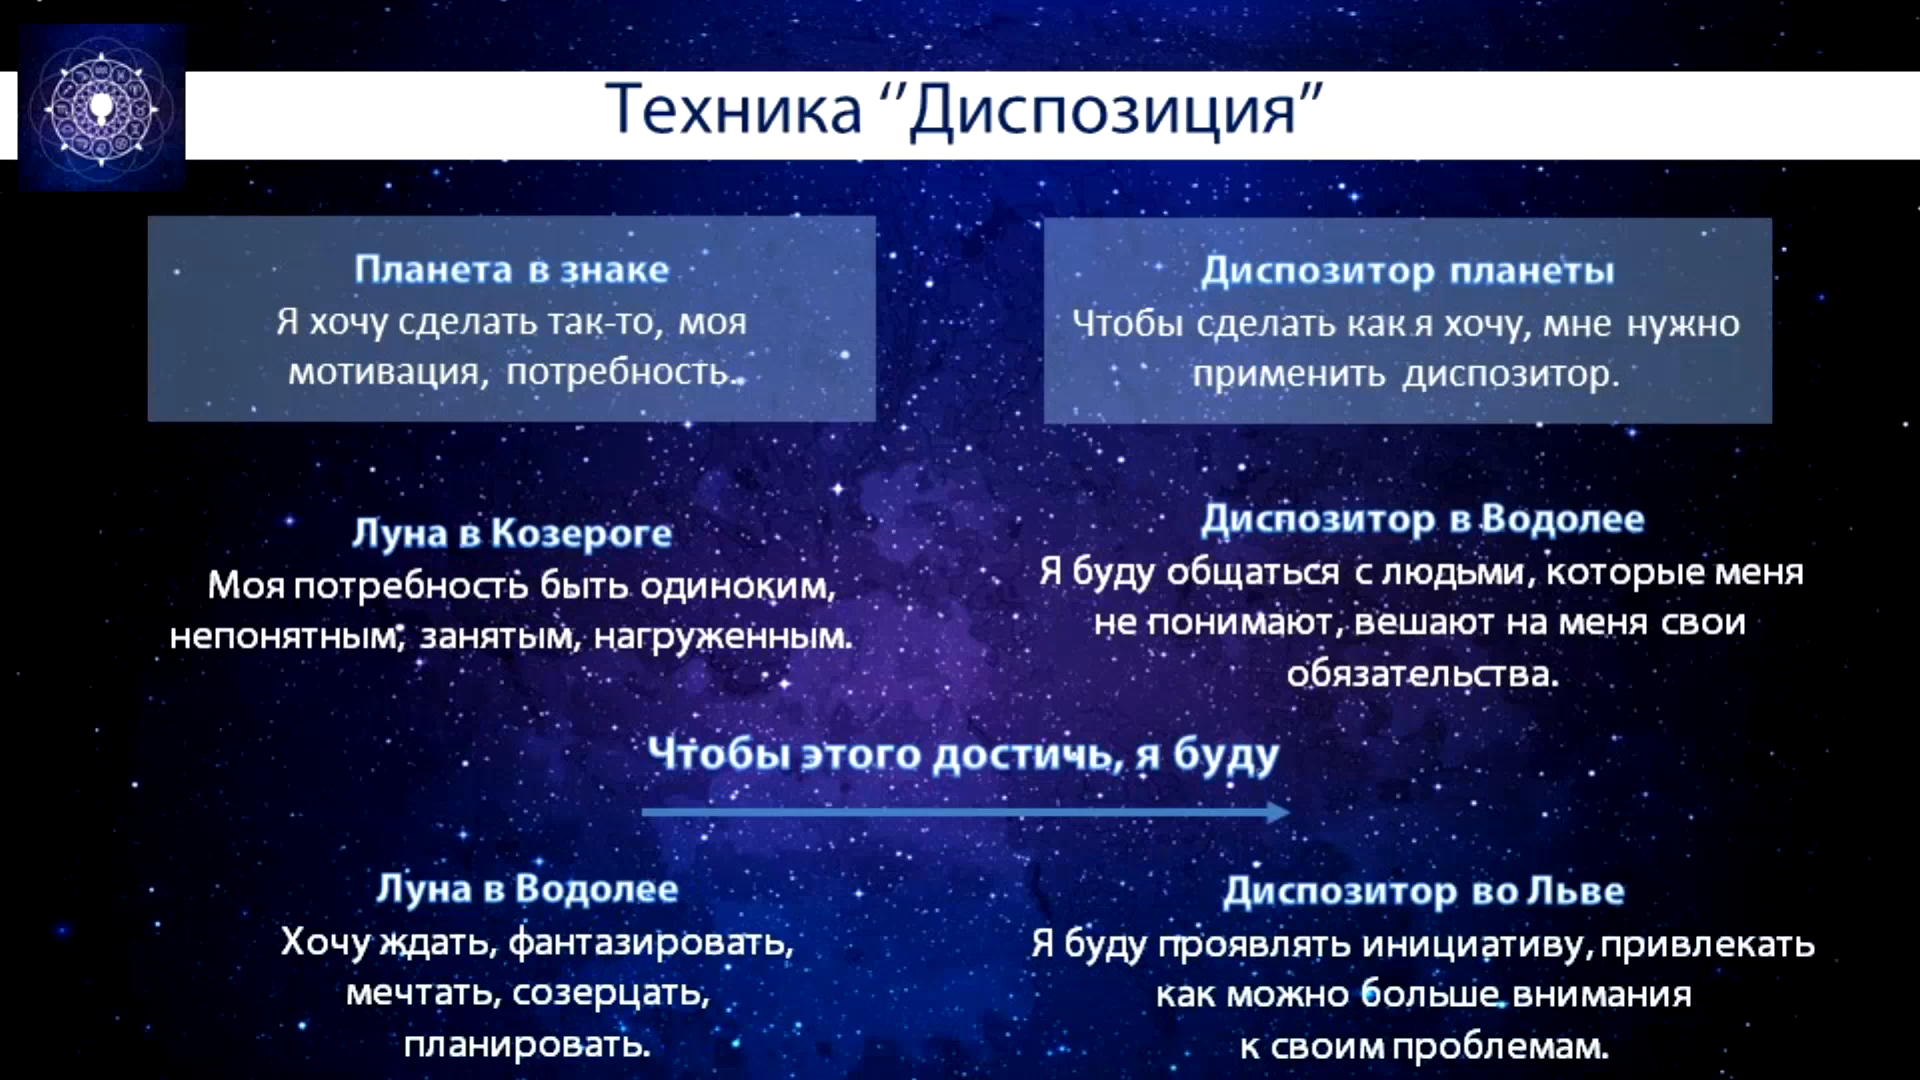 Техника “Диспозиция”
Планета в знаке
Я хочу сделать так-то, моя
мотивация, потребность.
Диспозитор планеты
Чтобы сделать как я хочу, мне нужно
применить диспозитор.
Луна в Козероге
Моя потребность быть одиноким,
непонятным, занятым, нагруженным.
Диспозитор в Водолее
Я буду общаться с людьми, которые меня
не понимают, вешают на меня свои
обязательства.
Чтобы этого достичь, я буду
Луна в Водолее
Хочу ждать, фантазировать,
мечтать, созерцать,
планировать.
Диспозитор во Льве
Я буду проявлять инициативу, привлекать
как можно больше внимания
к своим проблемам.